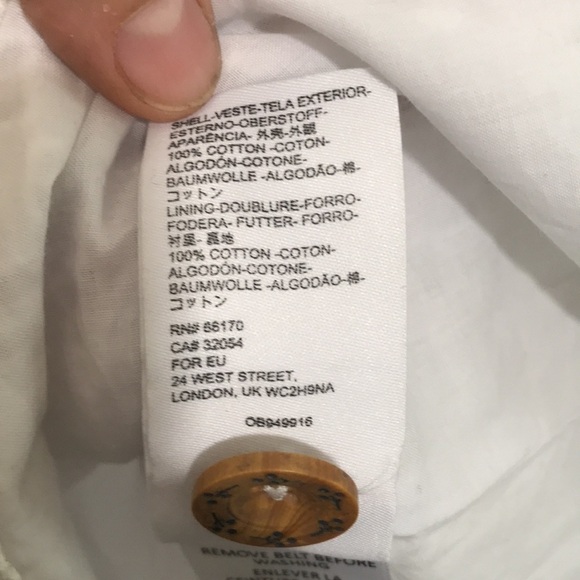 SHELL-VESTE-TELA EXTERIOR-
ESTERNO-OBERSTOFF-
APARÊNCIA- 外壳-外観
100% COTTON -COTON-
ALGODÓN-COTONE-
BAUMWOLLE -ALGODÃO-棉-
コットン
LINING-DOUBLURE-FORRO-
FODERA- FUTTER- FORRO-
衬里- 裏地
100% COTTON -COTON-
ALGODÓN-COTONE-
BAUMWOLLE -ALGODÃO-棉-
コットン
RN# 66170
CA# 32054
FOR EU
24 WEST STREET,
LONDON, UK WC2H9NA
OB949916
REMOVE BELT BEFORE
WASHING
ENLEVER LA